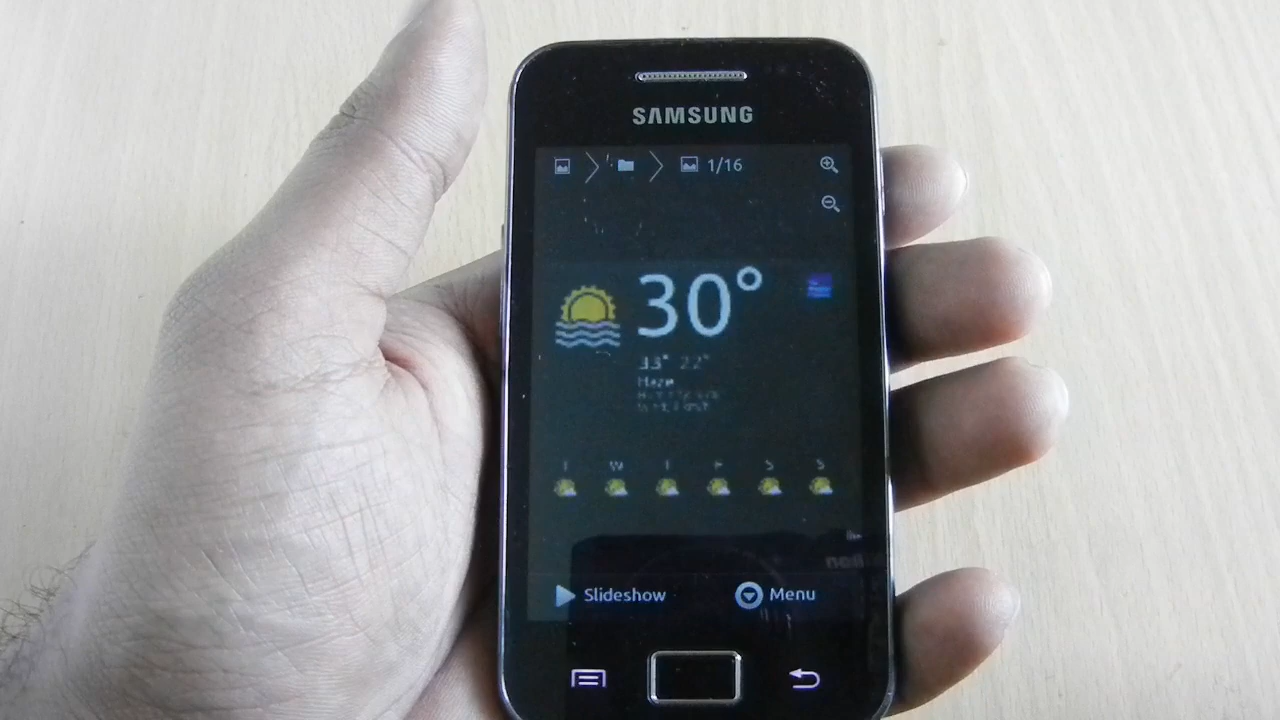 SAMSUNG
1/16
30°
33° 22°
Haze
T W T F S S
Slideshow Menu